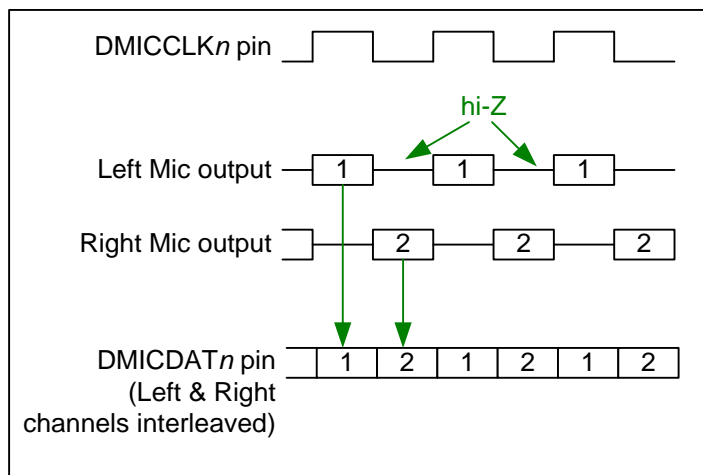 DMICCLKn pin
hi-Z
Left Mic output 1 1 1
Right Mic output 2 2 2
DMICDATn pin 1 2 1 2 1 2
(Left & Right
channels interleaved)